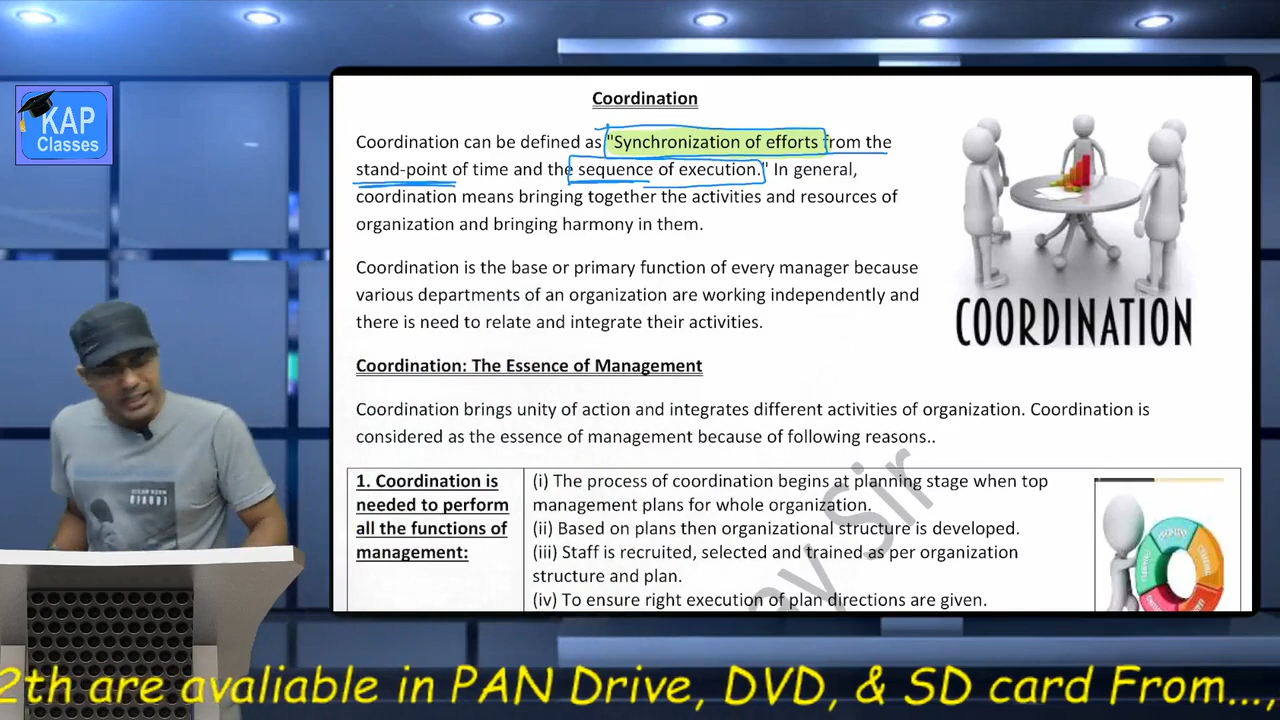 KAP
Classes
Coordination
Coordination can be defined as "Synchronization of efforts from the
stand-point of time and the sequence of execution." In general,
coordination means bringing together the activities and resources of
organization and bringing harmony in them.
Coordination is the base or primary function of every manager because
various departments of an organization are working independently and
there is need to relate and integrate their activities.
COORDINATION
Coordination: The Essence of Management
Coordination brings unity of action and integrates different activities of organization. Coordination is
considered as the essence of management because of following reasons..
1. Coordination is
needed to perform
all the functions of
management:
(i) The process of coordination begins at planning stage when top
management plans for whole organization.
(ii) Based on plans then organizational structure is developed.
(iii) Staff is recruited, selected and trained as per organization
structure and plan.
(iv) To ensure right execution of plan directions are given.
ay Sir
2th are avaliable in PAN Drive, DVD, & SD card From...,